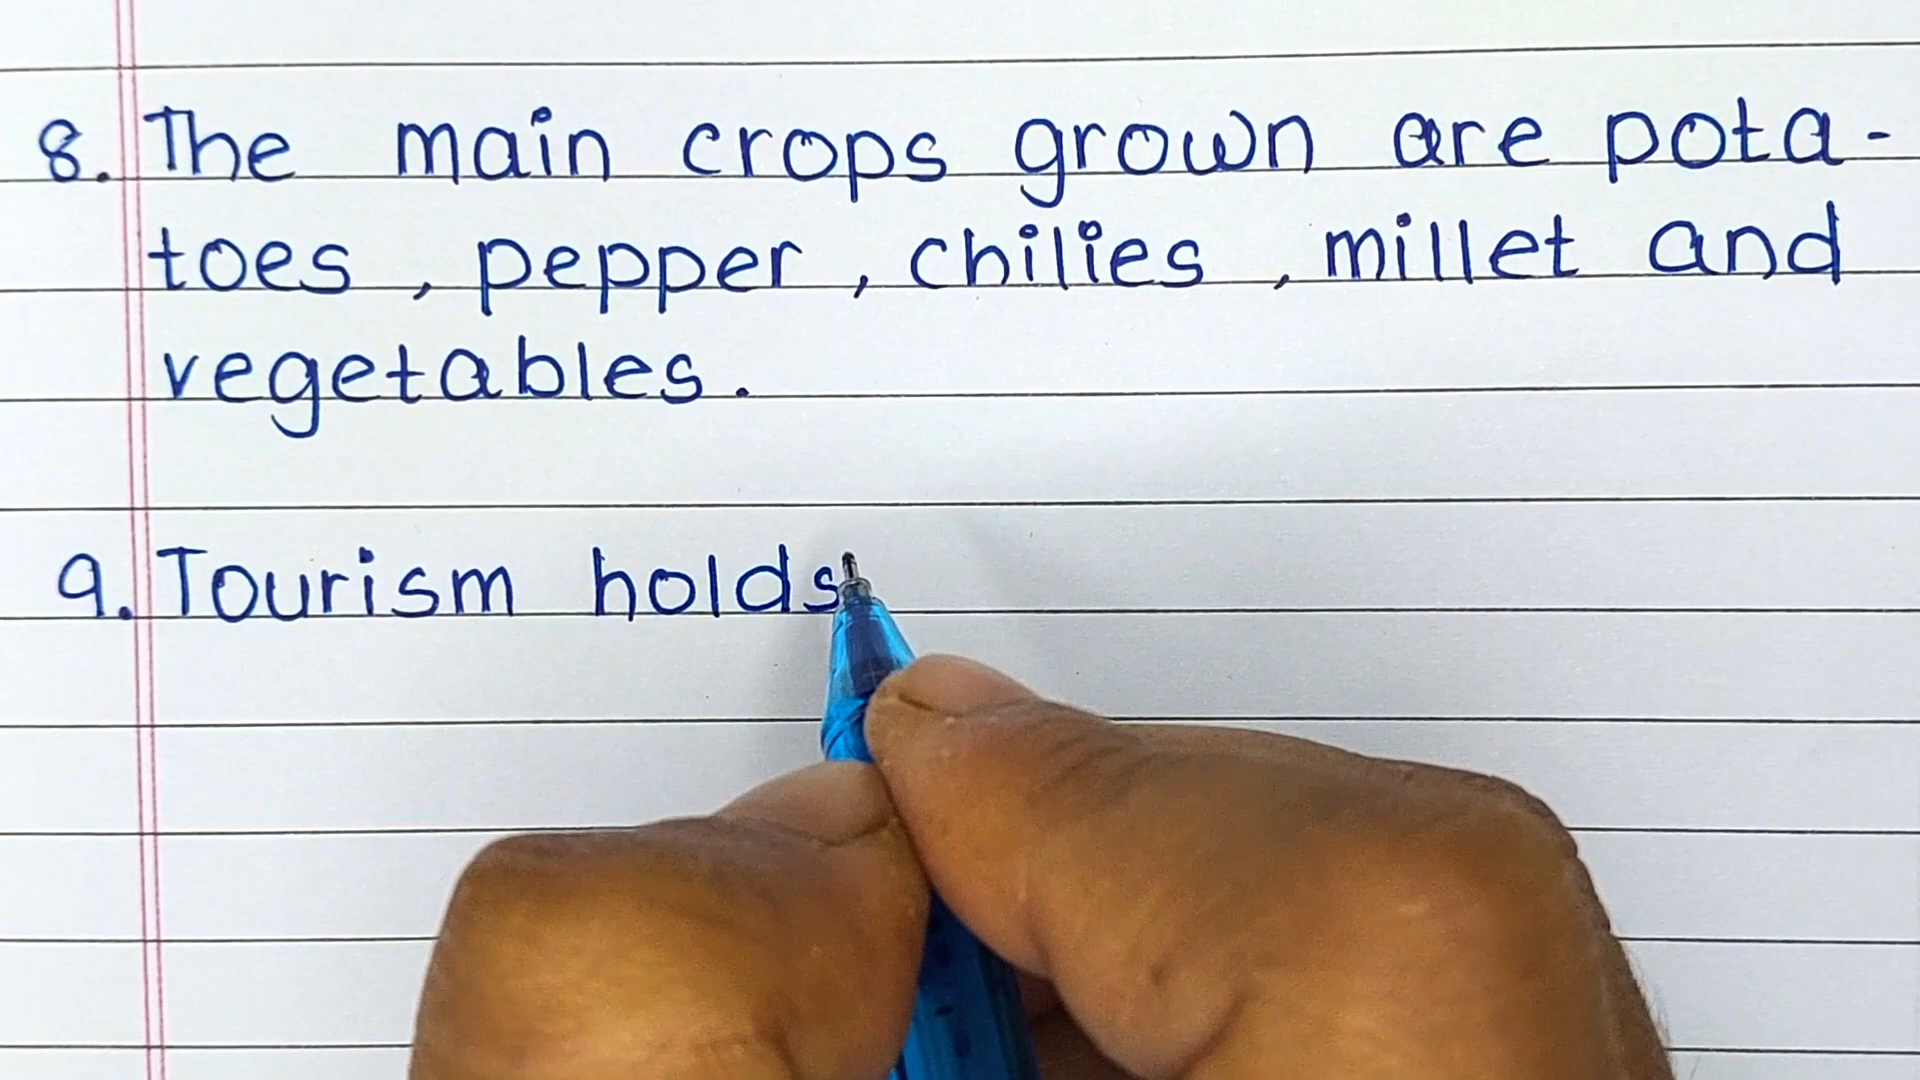 8. The main crops grown are pota-
toes, pepper, chilies, millet and
vegetables.
9. Tourism holds